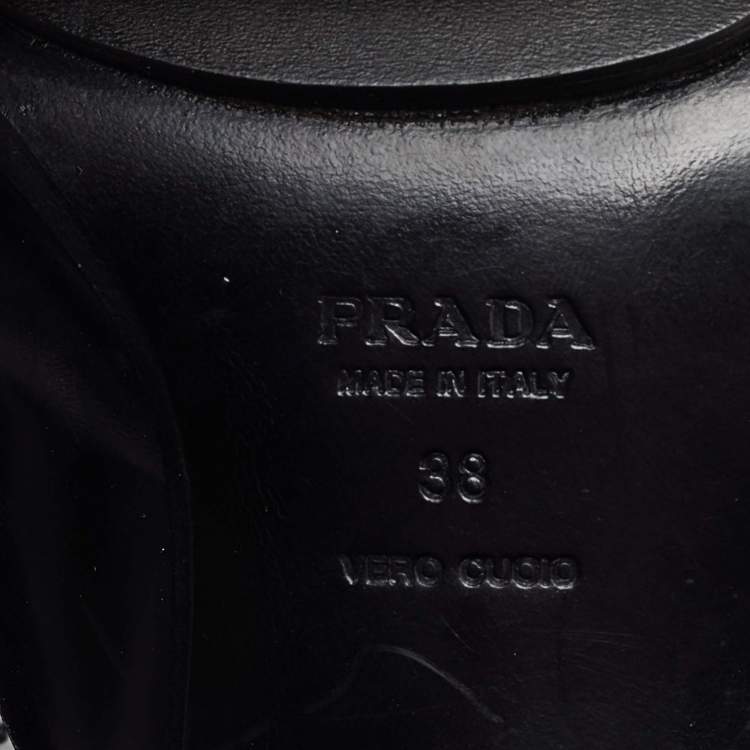 PRADA
MADE IN ITALY
38
VERO CUOIO